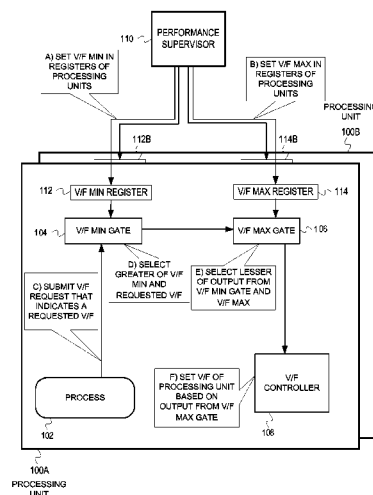 PERFORMANCE
SUPERVISOR
110
A) SET V/F MIN IN
REGISTERS OF
PROCESSING
UNITS
B) SET V/F MAX IN
REGISTERS OF
PROCESSING
UNITS
PROCESSING
UNIT
100B
112B
114B
112
V/F MIN REGISTER
V/F MAX REGISTER
114
104
V/F MIN GATE
V/F MAX GATE
106
D) SELECT
GREATER OF V/F
MIN AND
REQUESTED V/F
E) SELECT LESSER
OF OUTPUT FROM
V/F MIN GATE AND
V/F MAX
C) SUBMIT V/F
REQUEST THAT
INDICATES A
REQUESTED V/F
F) SET V/F OF
PROCESSING UNIT
BASED ON
OUTPUT FROM V/F
MAX GATE
V/F
CONTROLLER
108
PROCESS
102
100A
PROCESSING
UNIT